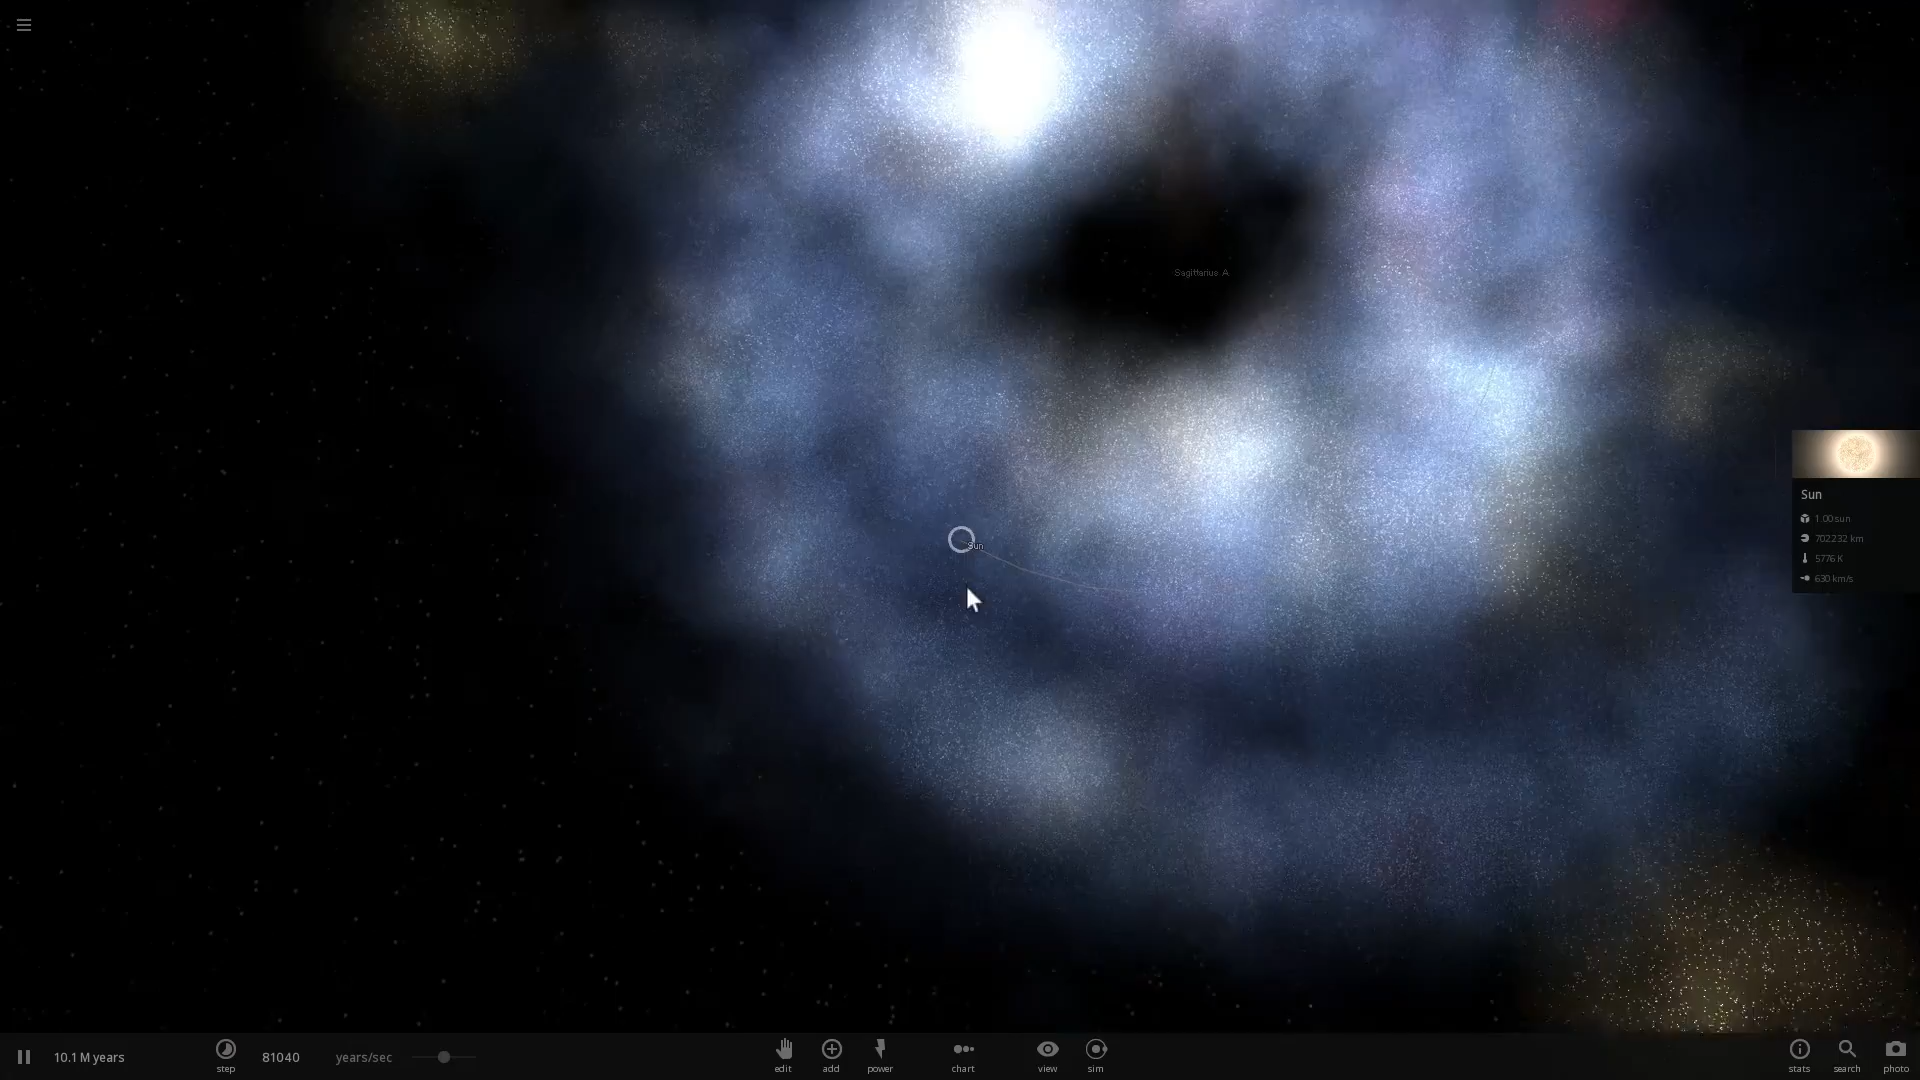 Sagittarius A
Sun
Sun
1.00 sun
702232 km
5776 K
630 km/s
10.1 M years
step
81040
years/sec
edit
add
power
chart
view
sim
stats
search
photo